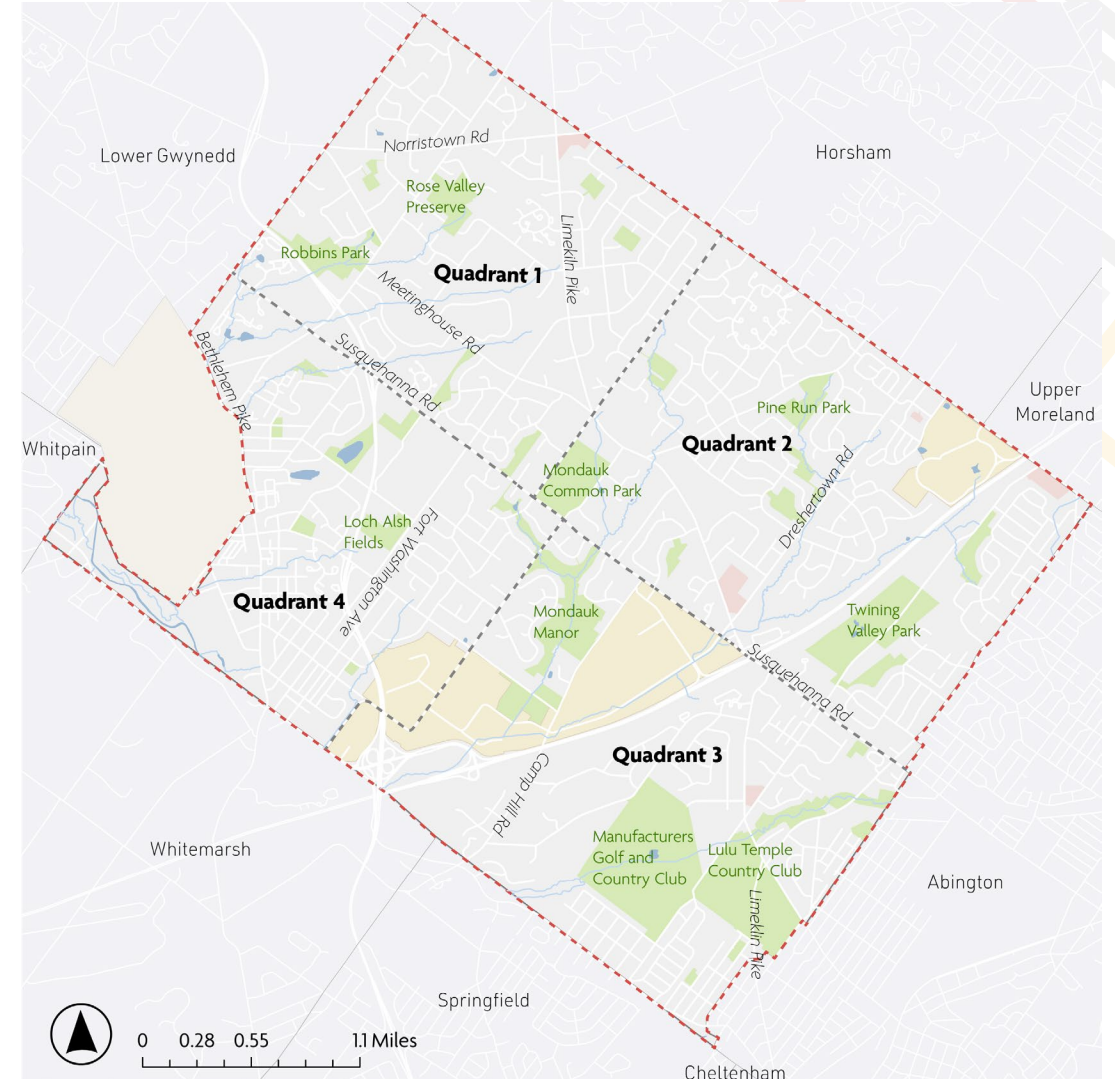 Norristown Rd
Lower Gwynedd
Horsham
Rose Valley
Preserve
Limekiln Pike
Robbins Park
Quadrant 1
Meetinghouse Rd
Susquehanna Rd
Bethlehem Pike
Upper
Moreland
Pine Run Park
Quadrant 2
Whitpain
Dreshertown Rd
Mondauk
Common Park
Loch Alsh
Fields
Fort Washington Ave
Quadrant 4
Mondauk
Manor
Twining
Valley Park
Susquehanna Rd
Quadrant 3
Camp Hill Rd
Manufacturers
Golf and
Country Club
Lulu Temple
Country Club
Whitemarsh
Abington
Limekiln Pike
Springfield
0 0.28 0.55 1.1 Miles
Cheltenham